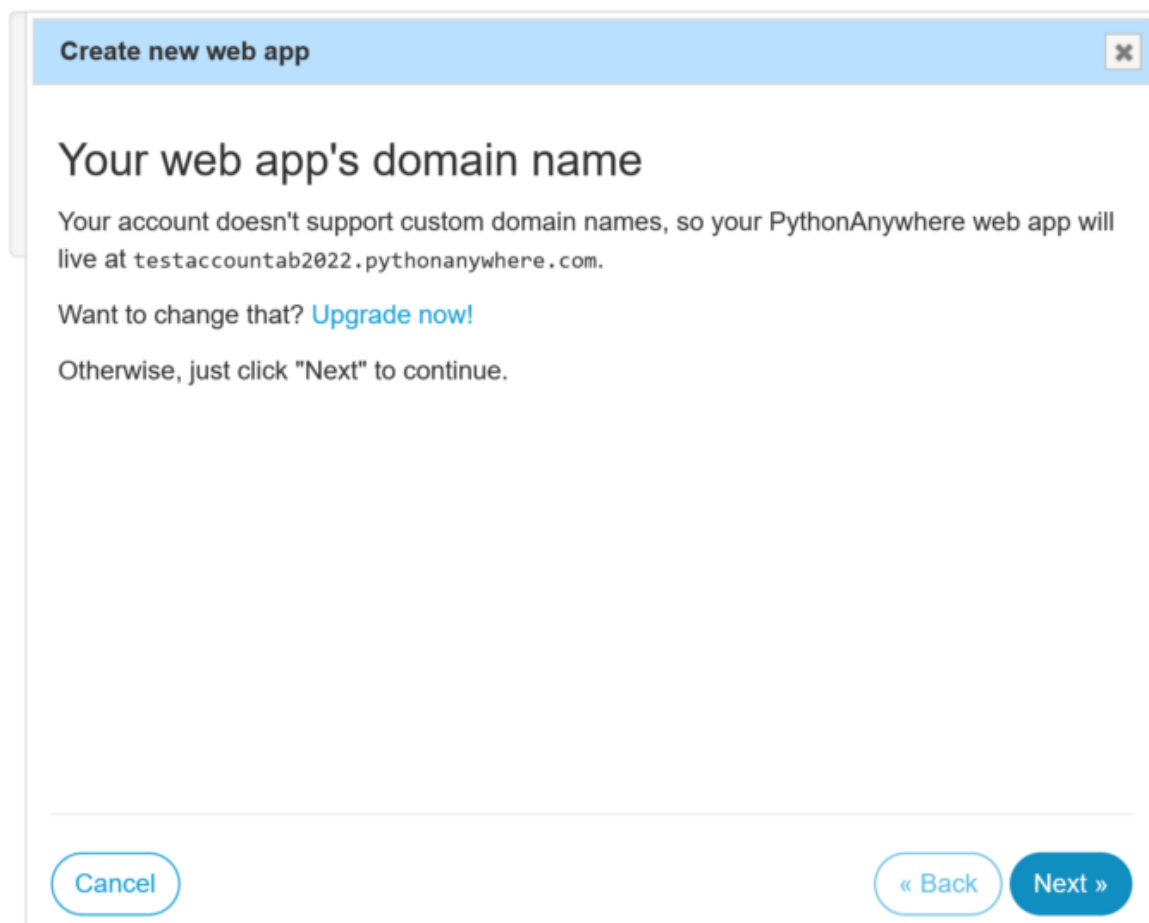 Create new web app
Your web app's domain name
Your account doesn't support custom domain names, so your PythonAnywhere web app will
live at testaccountab2022.pythonanywhere.com.
Want to change that? Upgrade now!
Otherwise, just click "Next" to continue.
Cancel
« Back
Next »